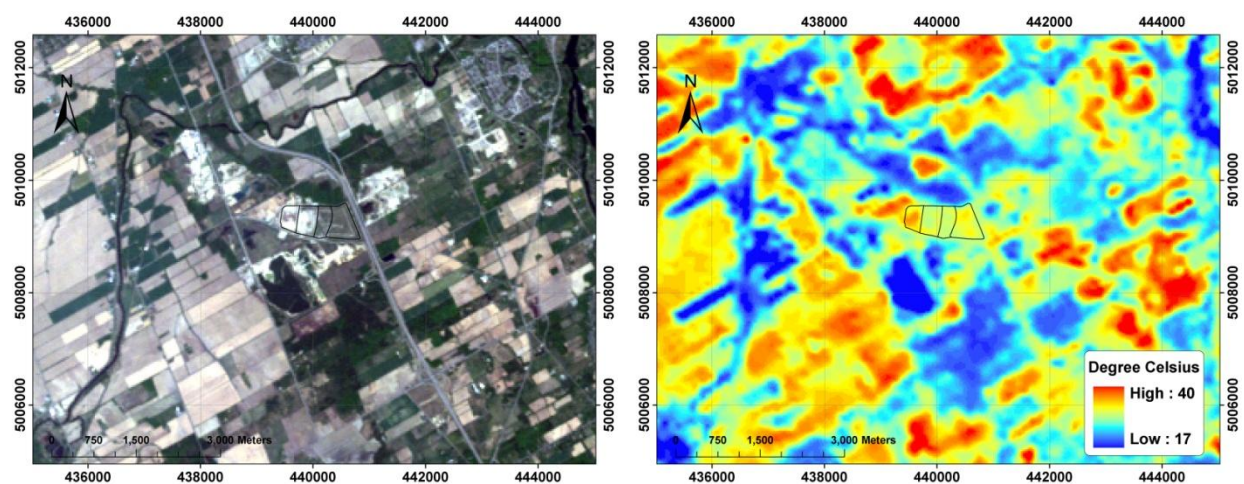 436000 438000 440000 442000 444000
436000 438000 440000 442000 444000
5012000 5012000 5012000 5012000
N N
5010000 5010000 5010000 5010000
5008000 5008000 5008000 5008000
5006000 5006000 5006000 5006000
Degree Celsius
High : 40
Low : 17
0 750 1,500 3,000 Meters
0 750 1,500 3,000 Meters
436000 438000 440000 442000 444000
436000 438000 440000 442000 444000